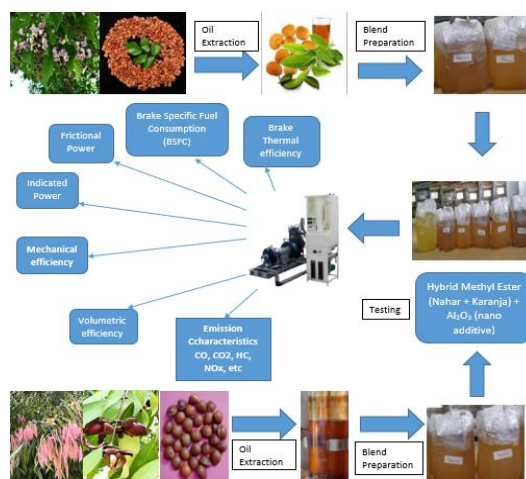 Oil
Extraction
Blend
Preparation
Brake Specific Fuel
Consumption
(BSFC)
Brake
Thermal
efficiency
Frictional
Power
Indicated
Power
Mechanical
efficiency
Volumetric
efficiency
Emission
Ccharacteristics
CO, CO2, HC,
NOx, etc
Testing
Hybrid Methyl Ester
(Nahar + Karanja) +
Al₂O₃ (nano
additive)
Oil
Extraction
Blend
Preparation